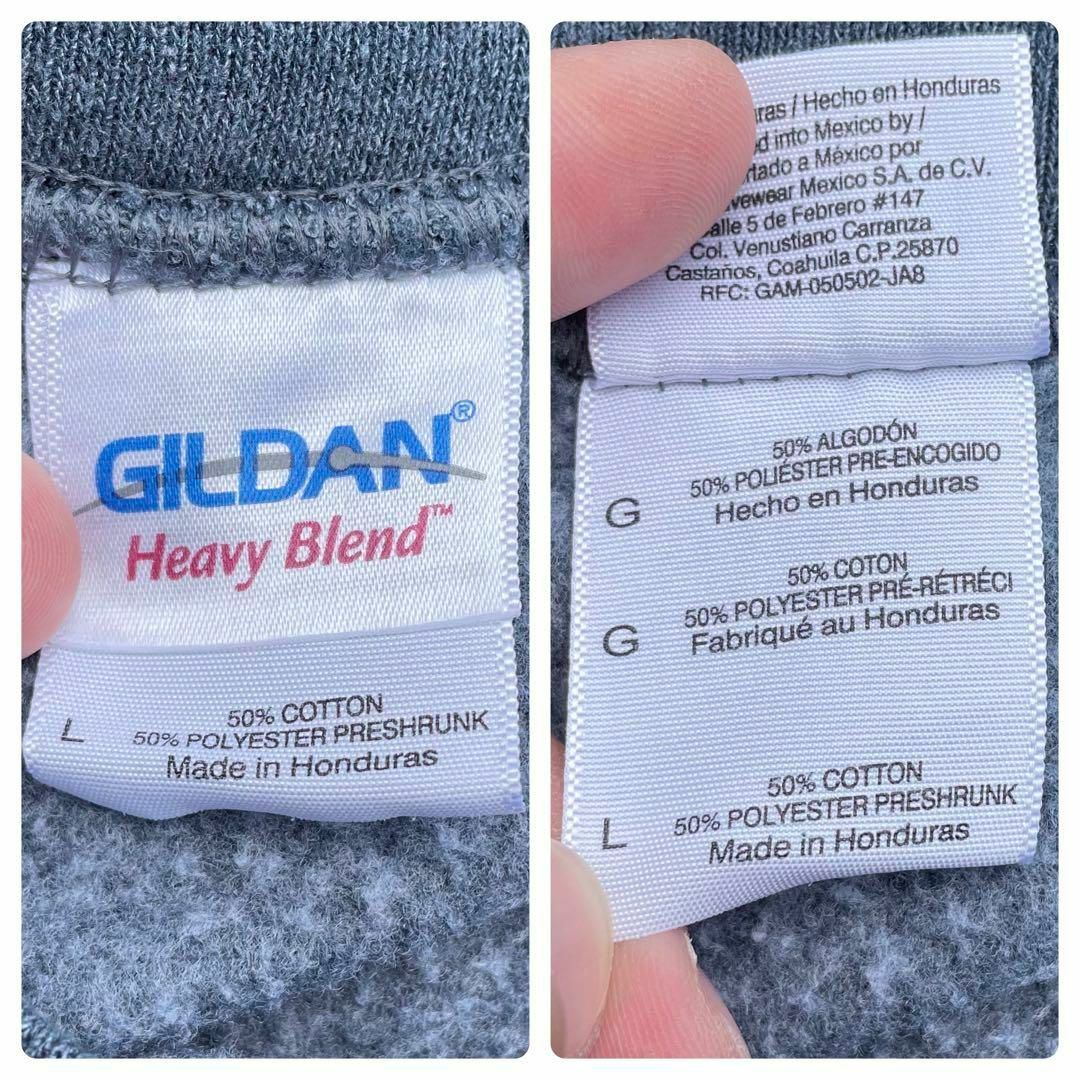 GILDAN®
Heavy Blend™
L
50% COTTON
50% POLYESTER PRESHRUNK
Made in Honduras
/ Hecho en Honduras
into Mexico by /
a México por
Mexico S.A. de C.V.
5 de Febrero #147
Col. Venustiano Carranza
Castaños, Coahuila C.P.25870
RFC: GAM-050502-JA8
G
50% ALGODÓN
50% POLIÉSTER PRE-ENCOGIDO
Hecho en Honduras
G
50% COTON
50% POLYESTER PRÉ-RÉTRÉCI
Fabriqué au Honduras
L
50% COTTON
50% POLYESTER PRESHRUNK
Made in Honduras